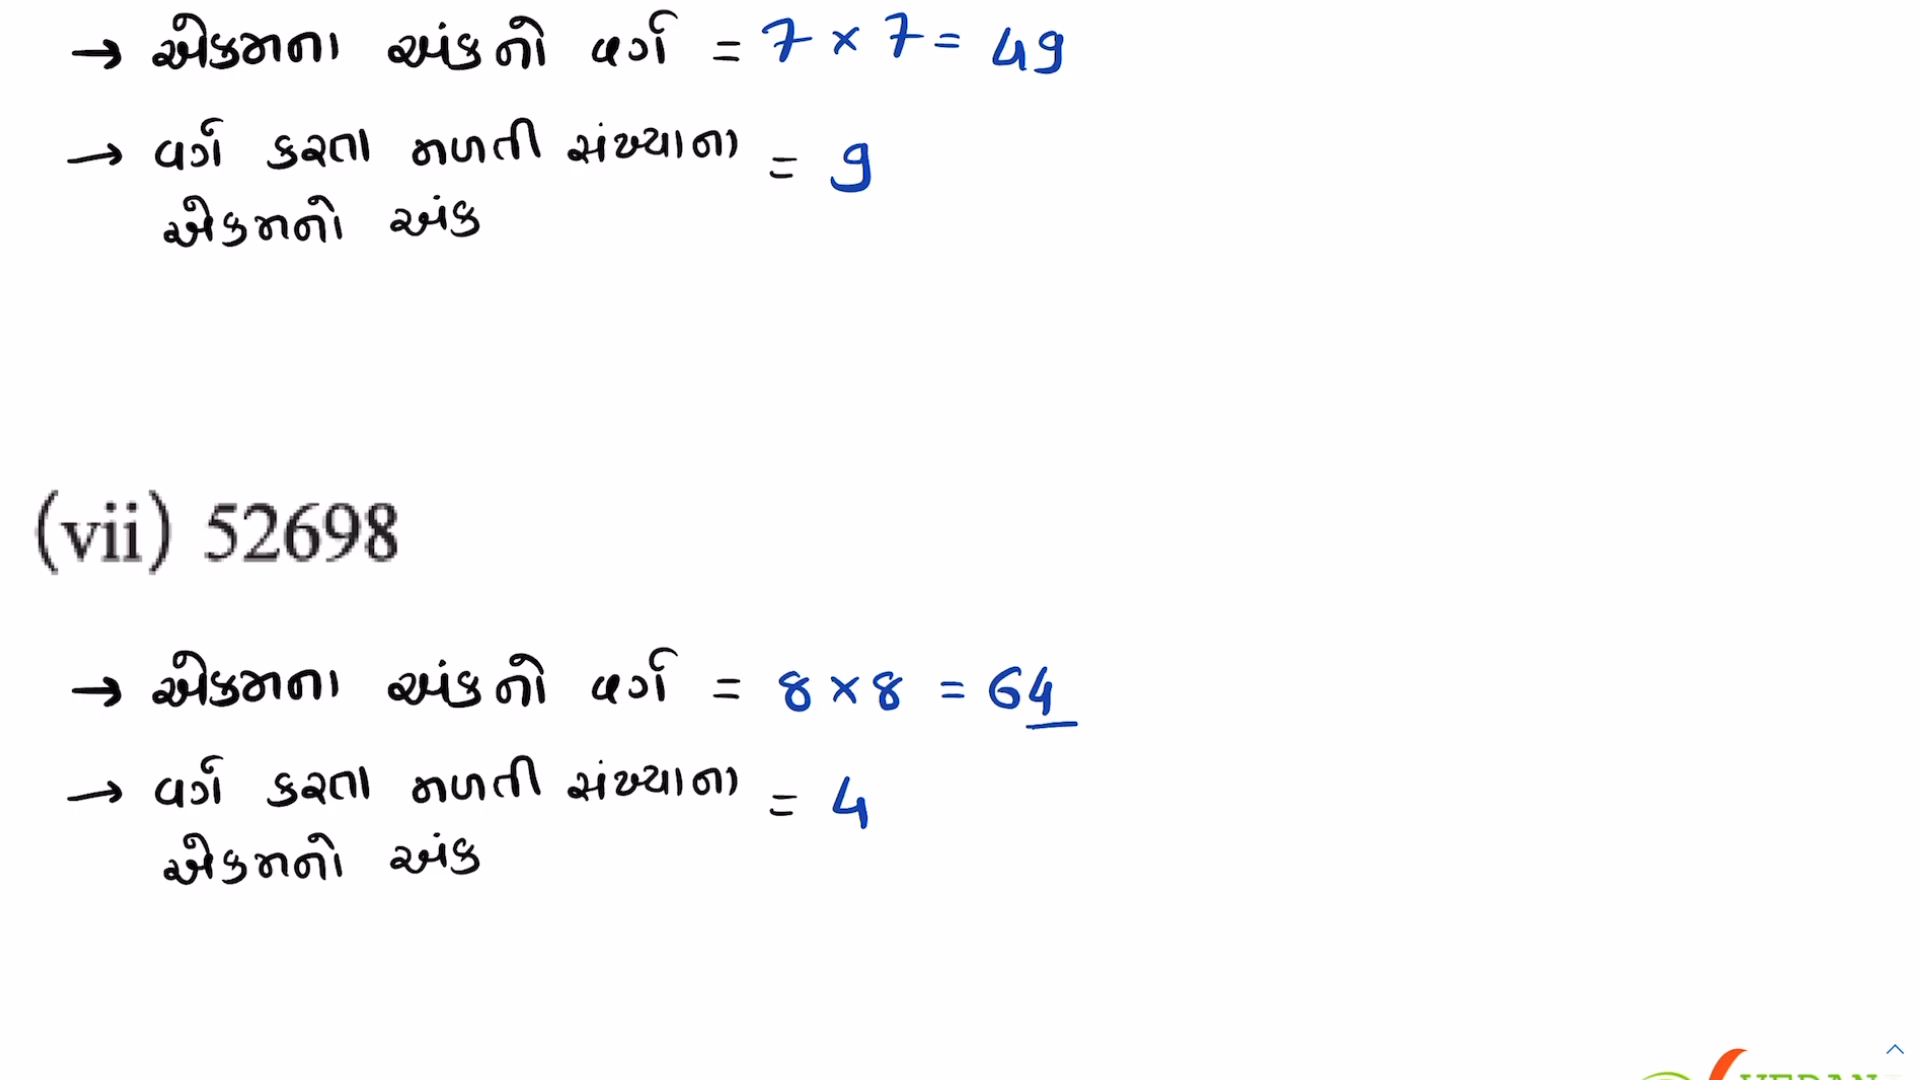 → એકમના અંકનો વર્ગ = 7 × 7 = 49
→ વર્ગ કરતા મળતી સંખ્યાના = 9
એકમનો અંક
(vii) 52698
→ એકમના અંકનો વર્ગ = 8 × 8 = 64
→ વર્ગ કરતા મળતી સંખ્યાના = 4
એકમનો અંક